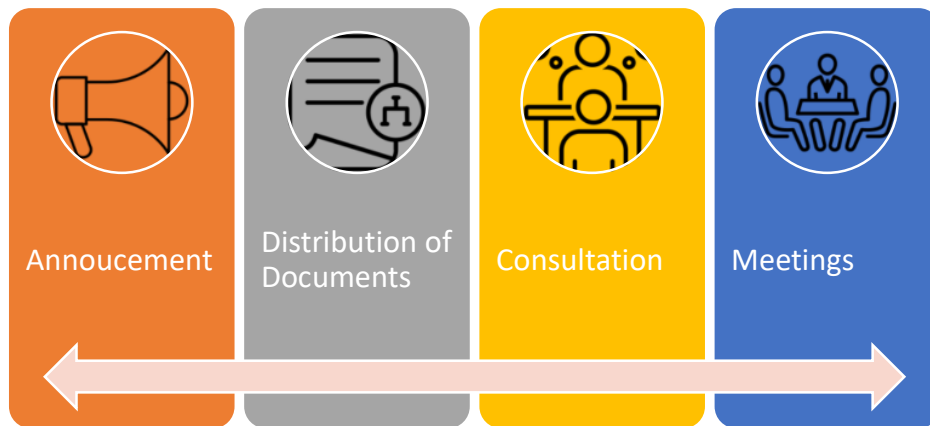 Annoucement
Distribution of
Documents
Consultation
Meetings